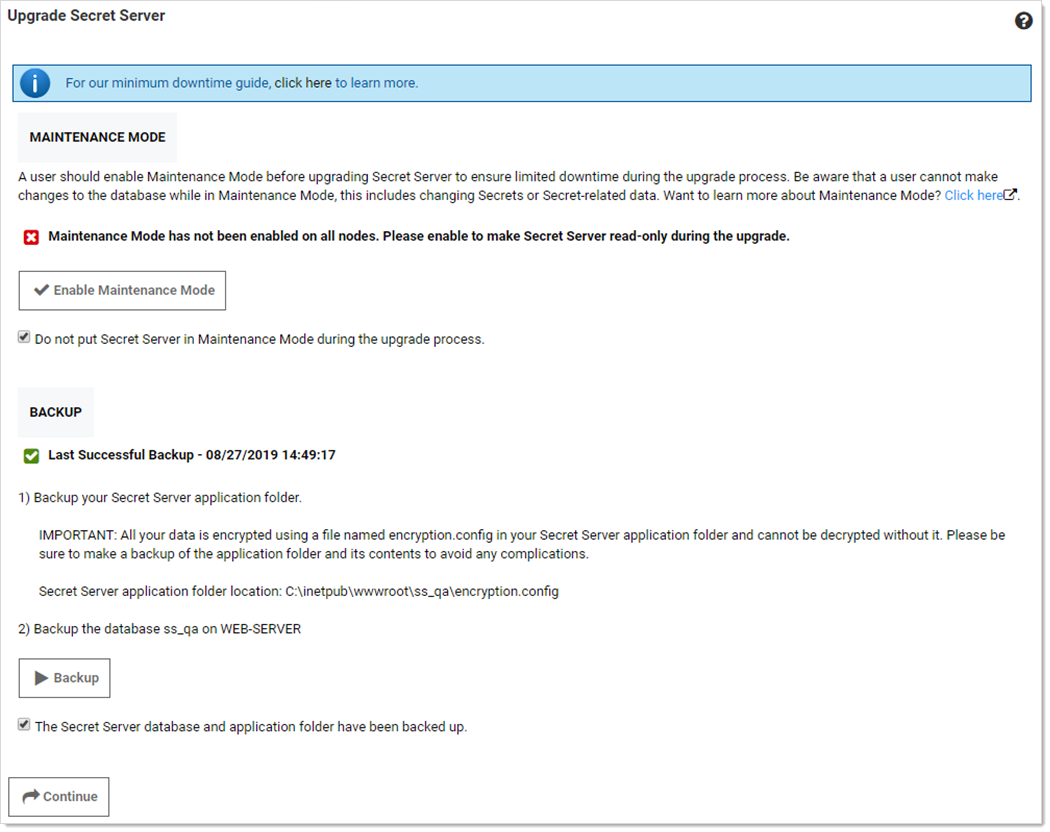 Upgrade Secret Server
For our minimum downtime guide, click here to learn more.
MAINTENANCE MODE
A user should enable Maintenance Mode before upgrading Secret Server to ensure limited downtime during the upgrade process. Be aware that a user cannot make
changes to the database while in Maintenance Mode, this includes changing Secrets or Secret-related data. Want to learn more about Maintenance Mode? Click here.
Maintenance Mode has not been enabled on all nodes. Please enable to make Secret Server read-only during the upgrade.
Enable Maintenance Mode
Do not put Secret Server in Maintenance Mode during the upgrade process.
BACKUP
Last Successful Backup - 08/27/2019 14:49:17
1) Backup your Secret Server application folder.
IMPORTANT: All your data is encrypted using a file named encryption.config in your Secret Server application folder and cannot be decrypted without it. Please be
sure to make a backup of the application folder and its contents to avoid any complications.
Secret Server application folder location: C:\inetpub\wwwroot\ss_qa\encryption.config
2) Backup the database ss_qa on WEB-SERVER
Backup
The Secret Server database and application folder have been backed up.
Continue